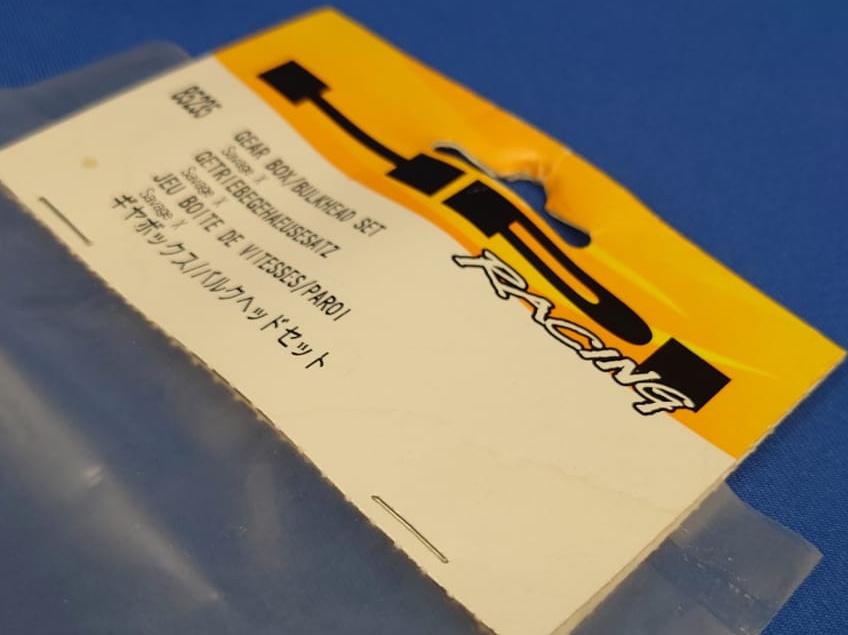 85235
GEAR BOX/BULKHEAD SET
Savage X
GETRIEBEGEHAEUSESATZ
Savage X
JEU BOITE DE VITESSES/PAROI
Savage X
ギヤボックス/バルクヘッドセット
hpi
RACING